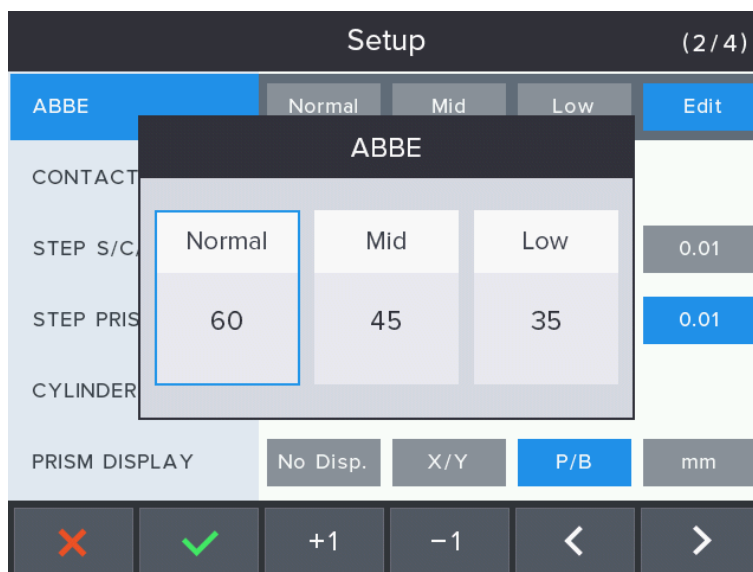 Setup (2/4)
ABBE Normal Mid Low Edit
ABBE
CONTACT
Normal Mid Low
STEP S/C/ 0.01
60 45 35
STEP PRIS 0.01
CYLINDER
PRISM DISPLAY No Disp. X/Y P/B mm
+1 −1